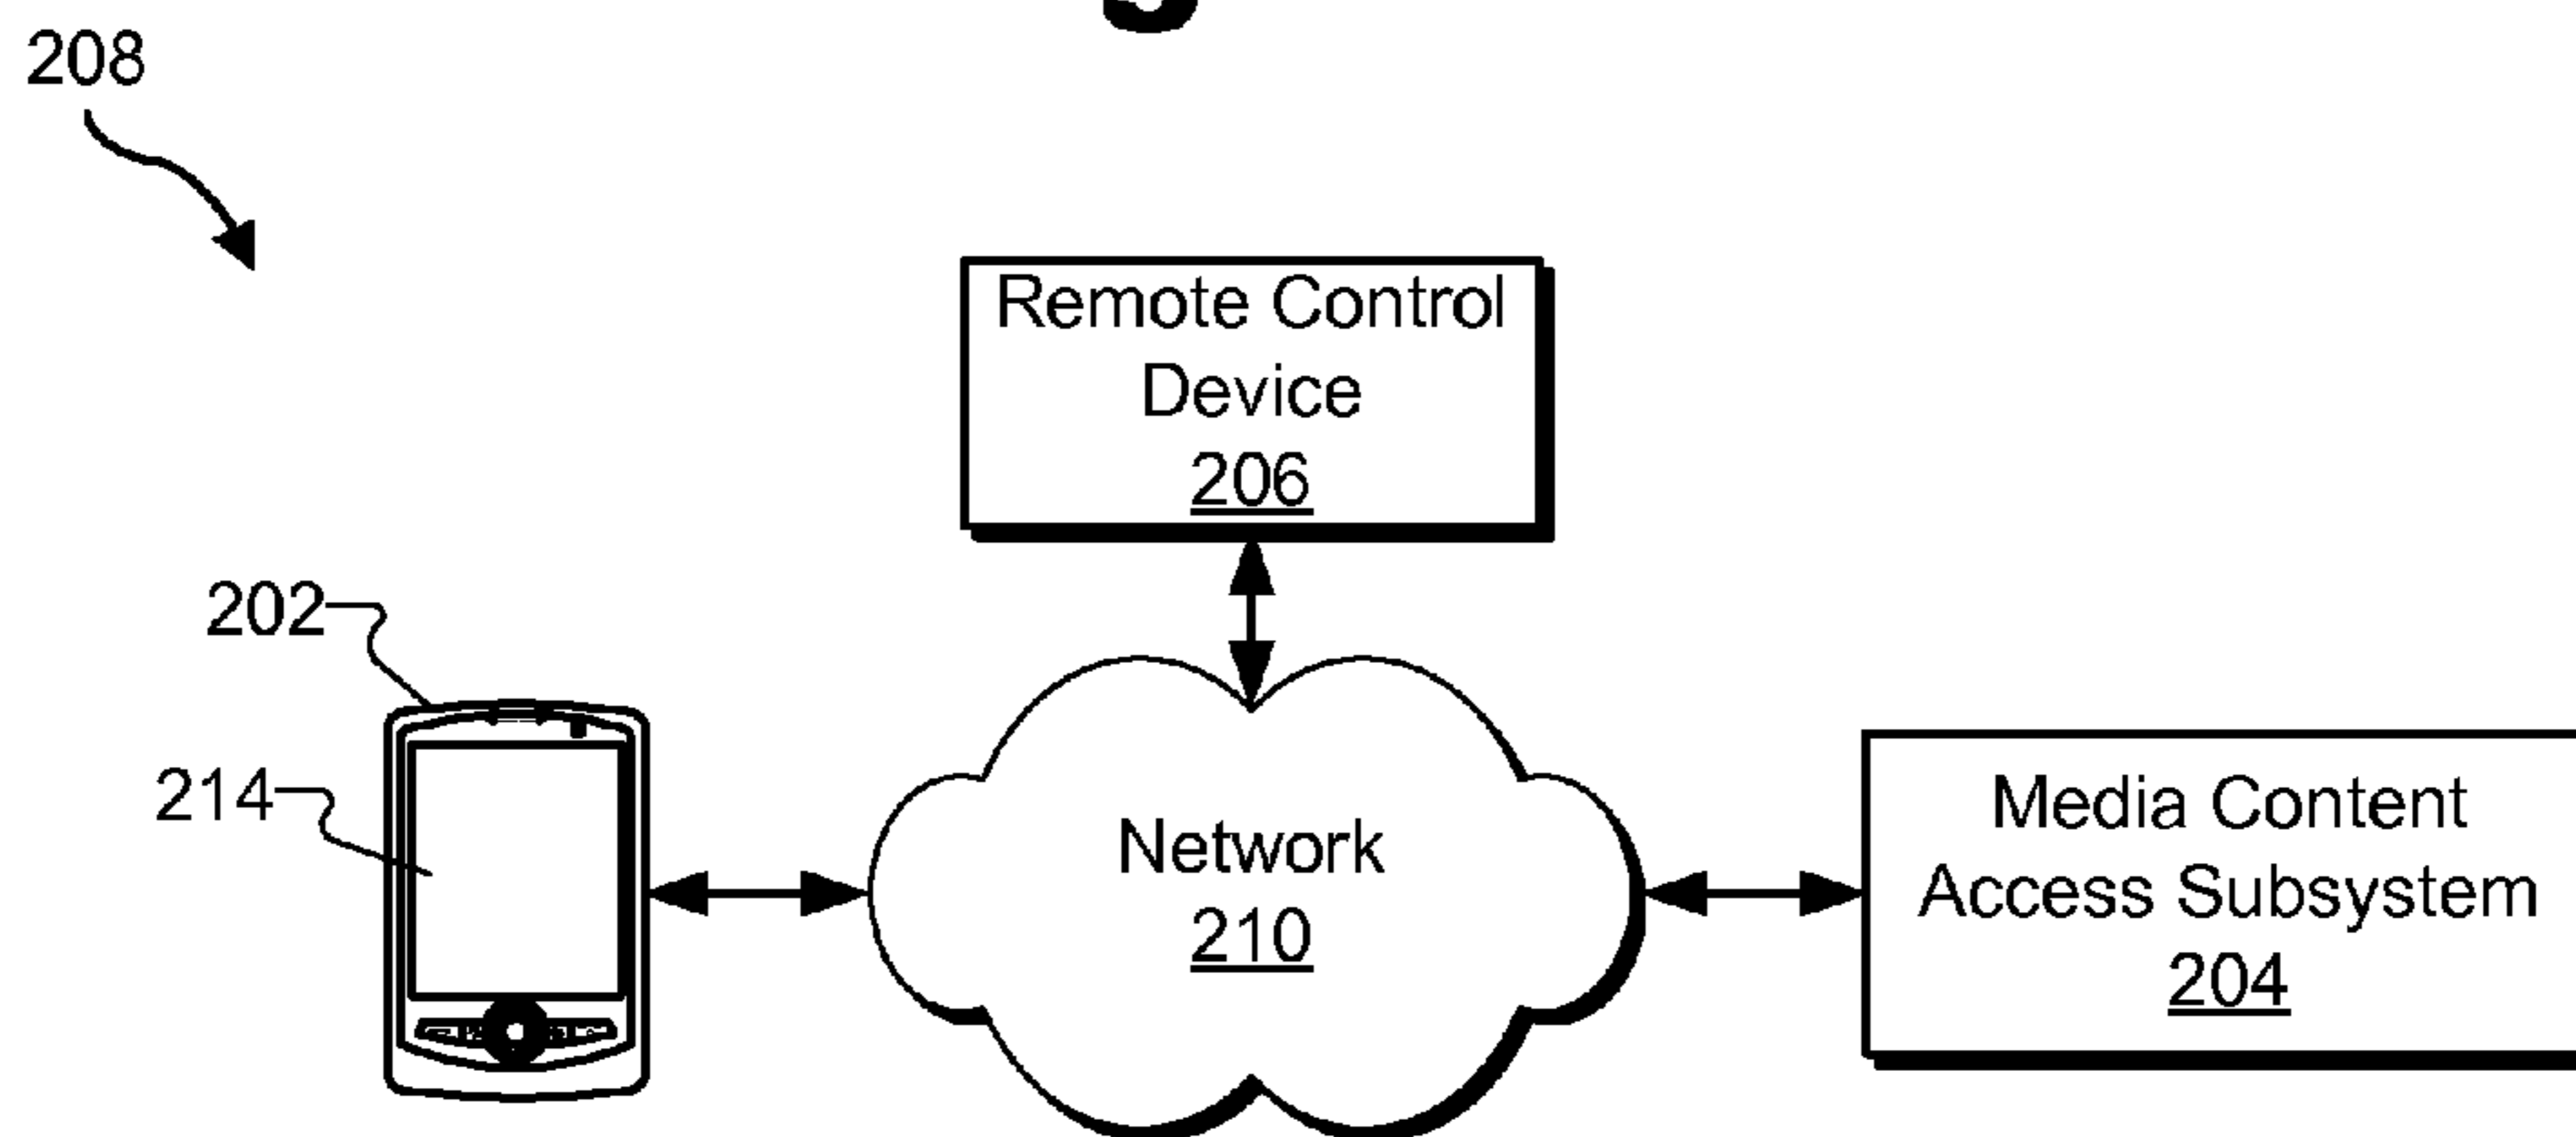 208
Remote Control
Device
206
202
214
Network
210
Media Content
Access Subsystem
204